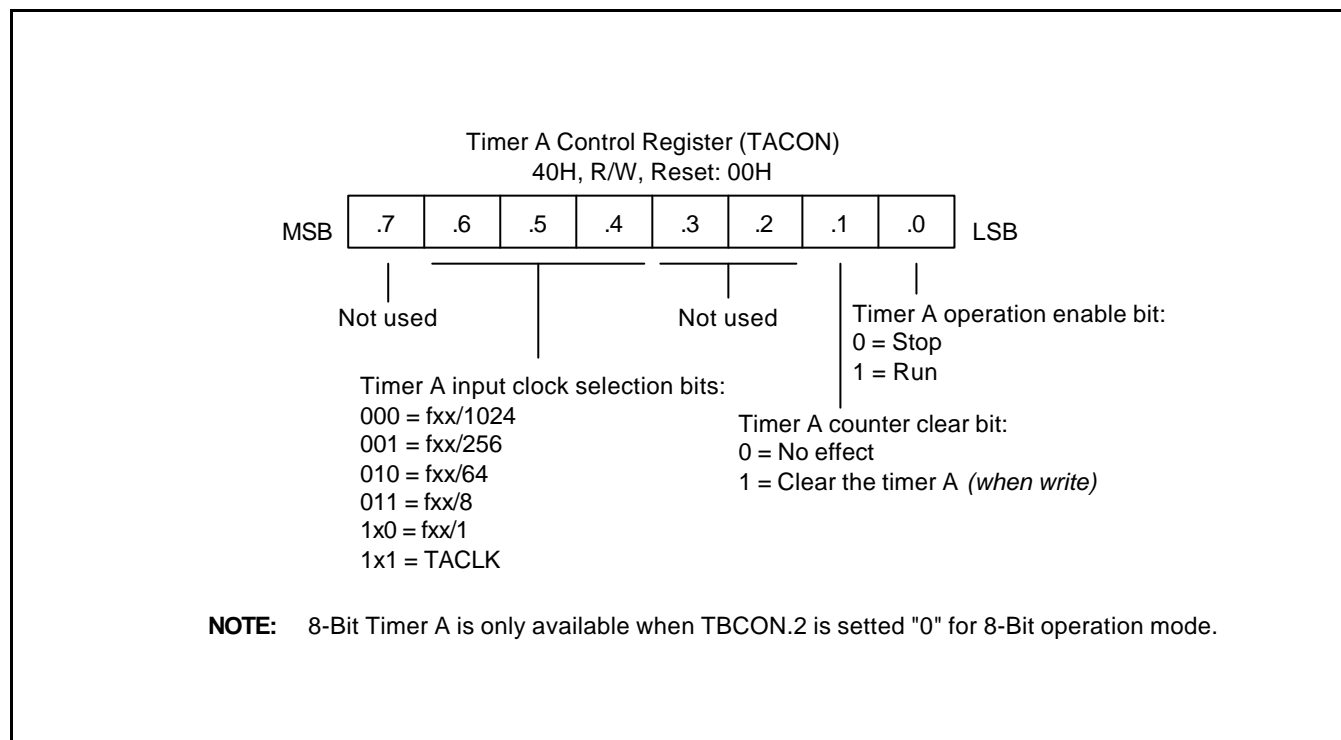 Timer A Control Register (TACON)
40H, R/W, Reset: 00H
MSB .7 .6 .5 .4 .3 .2 .1 .0 LSB
Not used
Not used
Timer A operation enable bit:
0 = Stop
1 = Run
Timer A input clock selection bits:
000 = fxx/1024
001 = fxx/256
010 = fxx/64
011 = fxx/8
1x0 = fxx/1
1x1 = TACLK
Timer A counter clear bit:
0 = No effect
1 = Clear the timer A (when write)
NOTE: 8-Bit Timer A is only available when TBCON.2 is setted "0" for 8-Bit operation mode.